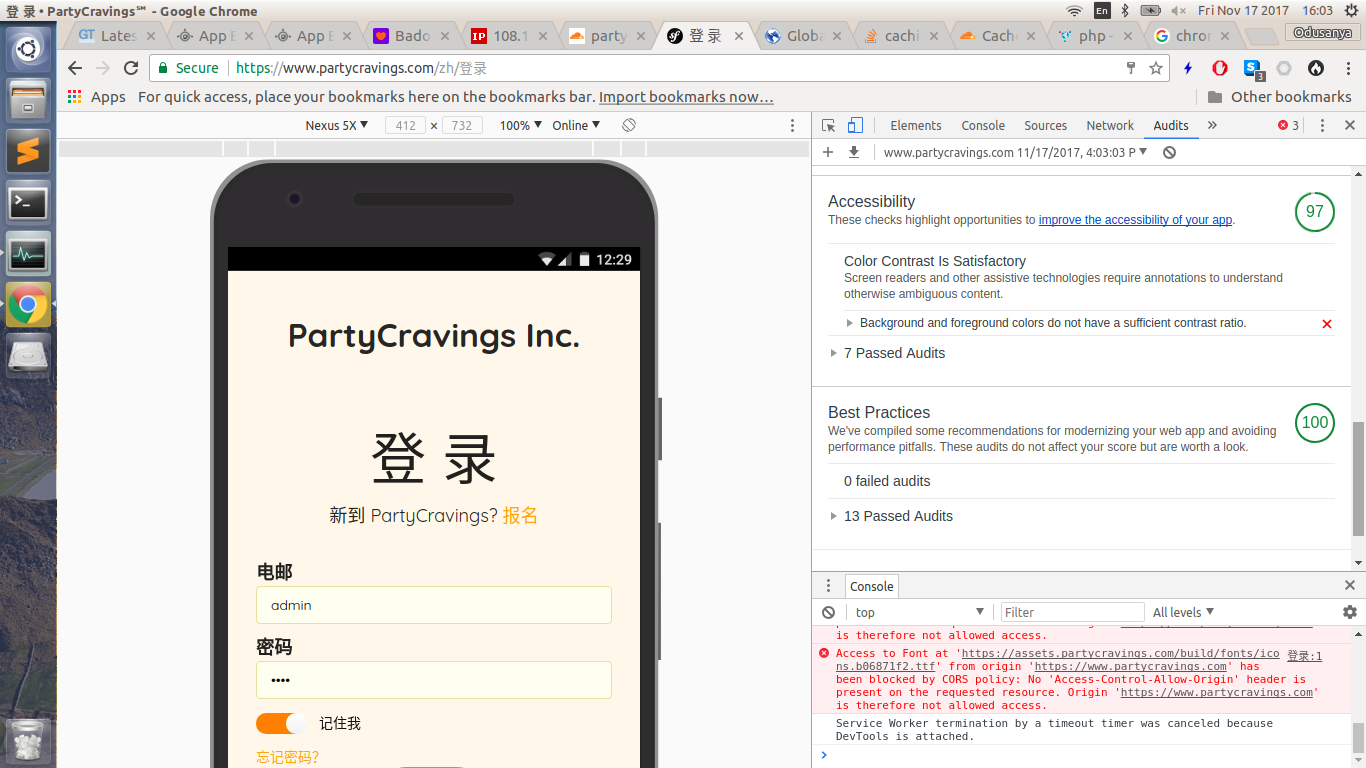 登 录 • PartyCravings℠ - Google Chrome
En
Fri Nov 17 2017
16:03
Lates
App E
App E
Bado
108.1
party
登 录
Globa
cachi
Cache
php -
chron
Odusanya
Secure
https://www.partycravings.com/zh/登录
3
Apps
For quick access, place your bookmarks here on the bookmarks bar. Import bookmarks now...
Other bookmarks
Nexus 5X
412 × 732
100%
Online
Elements
Console
Sources
Network
Audits
3
www.partycravings.com 11/17/2017, 4:03:03 P
12:29
PartyCravings Inc.
登 录
新到 PartyCravings? 报名
电邮
admin
密码
••••
记住我
忘记密码?
Accessibility
These checks highlight opportunities to improve the accessibility of your app.
97
Color Contrast Is Satisfactory
Screen readers and other assistive technologies require annotations to understand
otherwise ambiguous content.
Background and foreground colors do not have a sufficient contrast ratio.
7 Passed Audits
Best Practices
We've compiled some recommendations for modernizing your web app and avoiding
performance pitfalls. These audits do not affect your score but are worth a look.
100
0 failed audits
13 Passed Audits
Console
top
Filter
All levels
is therefore not allowed access.
Access to Font at 'https://assets.partycravings.com/build/fonts/ico
登录:1
ns.b06871f2.ttf' from origin 'https://www.partycravings.com' has
been blocked by CORS policy: No 'Access-Control-Allow-Origin' header is
present on the requested resource. Origin 'https://www.partycravings.com'
is therefore not allowed access.
Service Worker termination by a timeout timer was canceled because
DevTools is attached.